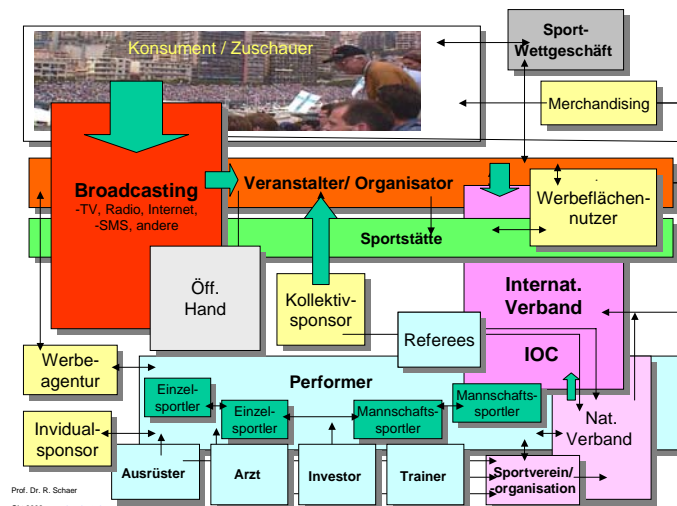 Konsument / Zuschauer
Sport-
Wettgeschäft
Merchandising
Broadcasting
-TV, Radio, Internet,
-SMS, andere
Veranstalter/ Organisator
Werbeflächen-
nutzer
Sportstätte
Öff.
Hand
Kollektiv-
sponsor
Internat.
Verband
IOC
Referees
Werbe-
agentur
Performer
Einzel-
sportler
Einzel-
sportler
Mannschafts-
sportler
Mannschafts-
sportler
Nat.
Verband
Invidual-
sponsor
Ausrüster
Arzt
Investor
Trainer
Sportverein/
organisation
Prof. Dr. R. Schaer